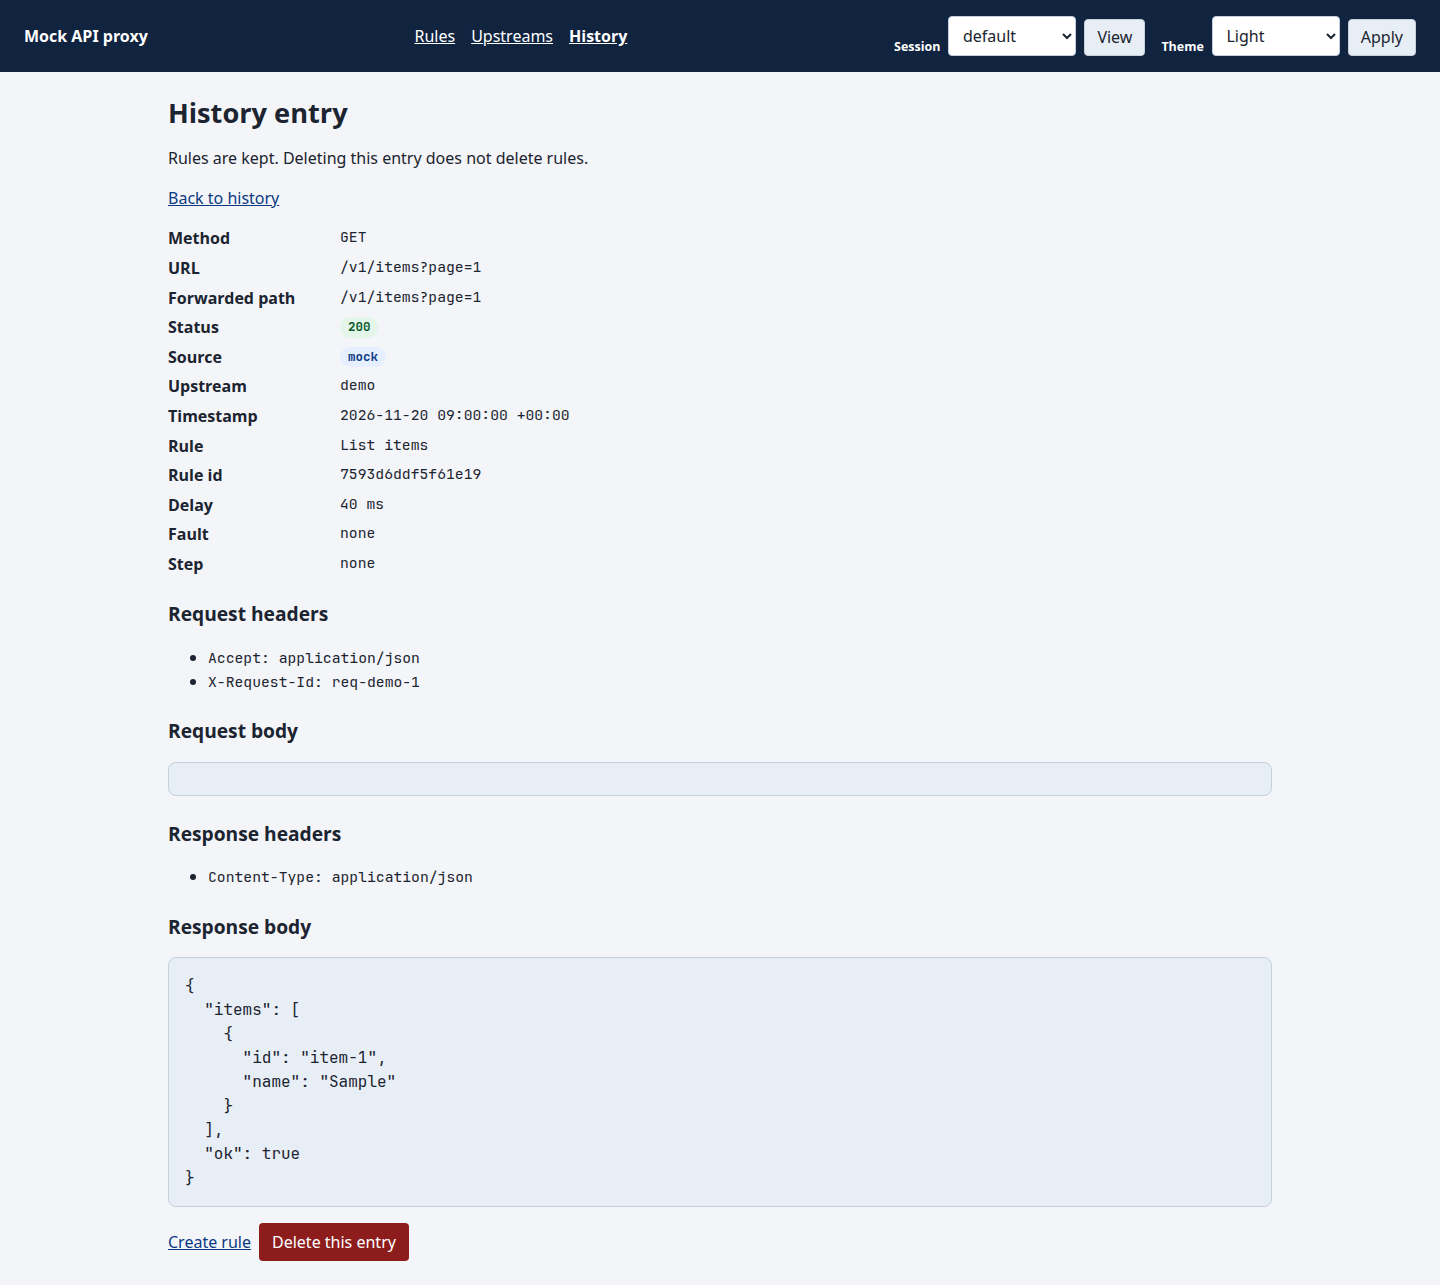 Mock API proxy
Rules Upstreams History
Session default View Theme Light Apply
History entry
Rules are kept. Deleting this entry does not delete rules.
Back to history
Method GET
URL /v1/items?page=1
Forwarded path /v1/items?page=1
Status 200
Source mock
Upstream demo
Timestamp 2026-11-20 09:00:00 +00:00
Rule List items
Rule id 7593d6ddf5f61e19
Delay 40 ms
Fault none
Step none
Request headers
Accept: application/json
X-Request-Id: req-demo-1
Request body
Response headers
Content-Type: application/json
Response body
{
  "items": [
    {
      "id": "item-1",
      "name": "Sample"
    }
  ],
  "ok": true
}
Create rule Delete this entry